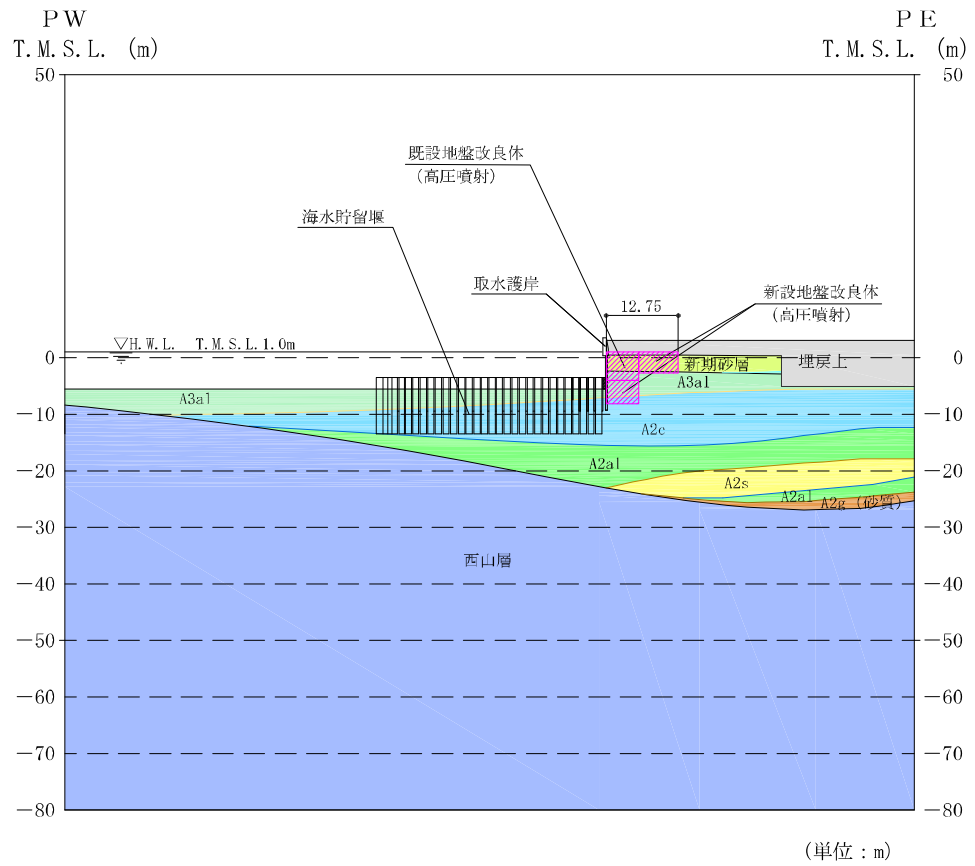 PW
PE
T.M.S.L. (m)
T.M.S.L. (m)
50
50
既設地盤改良体
(高圧噴射)
海水貯留堰
取水護岸
新設地盤改良体
(高圧噴射)
12.75
▽H.W.L. T.M.S.L.1.0m
0
0
新期砂層
埋戻土
A3al
A3al
−10
−10
A2c
A2al
−20
−20
A2s
A2al
A2g(砂質)
−30
−30
西山層
−40
−40
−50
−50
−60
−60
−70
−70
−80
−80
(単位:m)